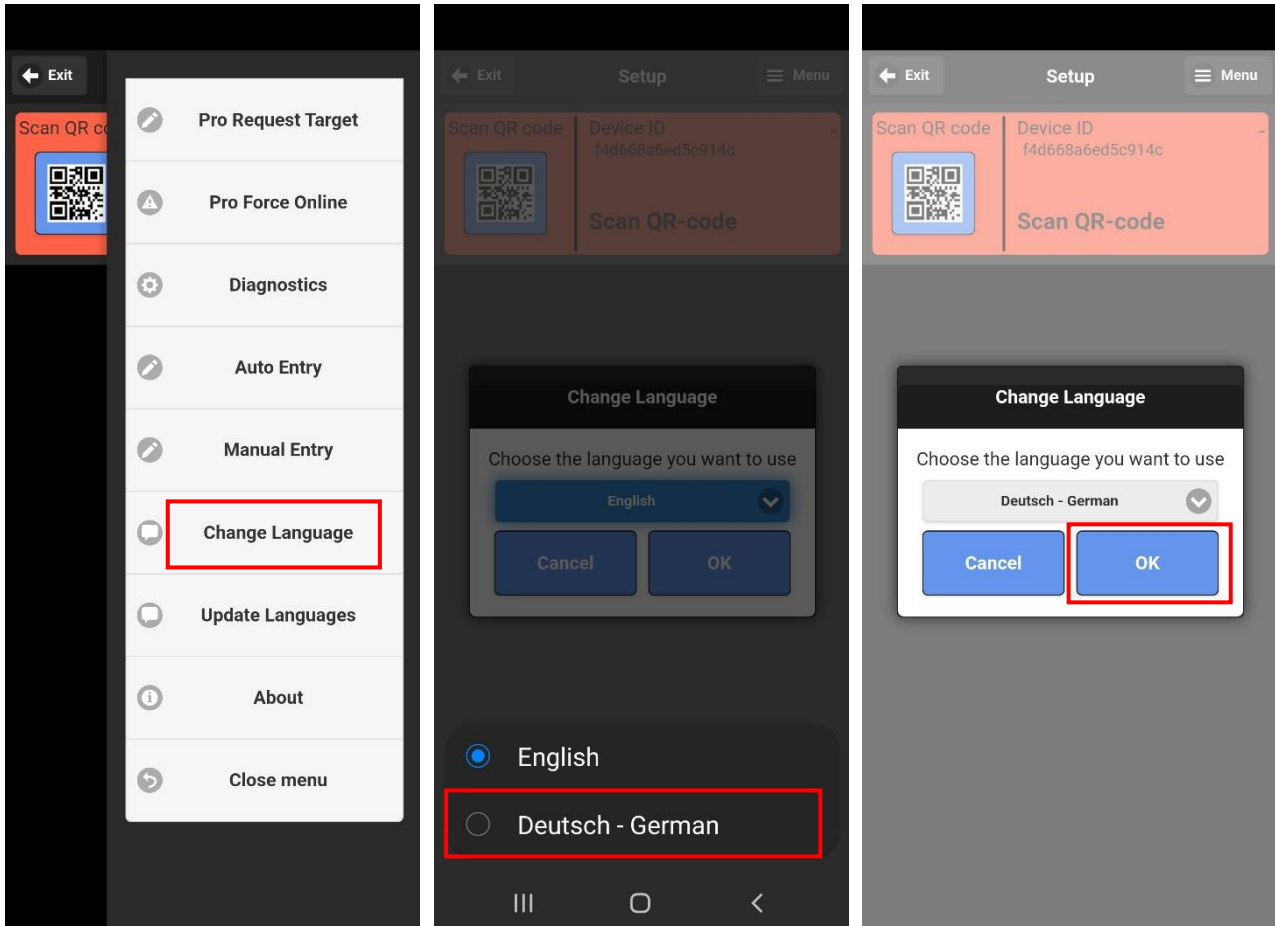 Exit
Scan QR co
Pro Request Target
Pro Force Online
Diagnostics
Auto Entry
Manual Entry
Change Language
Update Languages
About
Close menu
Exit
Setup
Menu
Scan QR code
Device ID
-
f4d668a6ed5c914c
Scan QR-code
Change Language
Choose the language you want to use
English
Cancel
OK
English
Deutsch - German
Exit
Setup
Menu
Scan QR code
Device ID
-
f4d668a6ed5c914c
Scan QR-code
Change Language
Choose the language you want to use
Deutsch - German
Cancel
OK